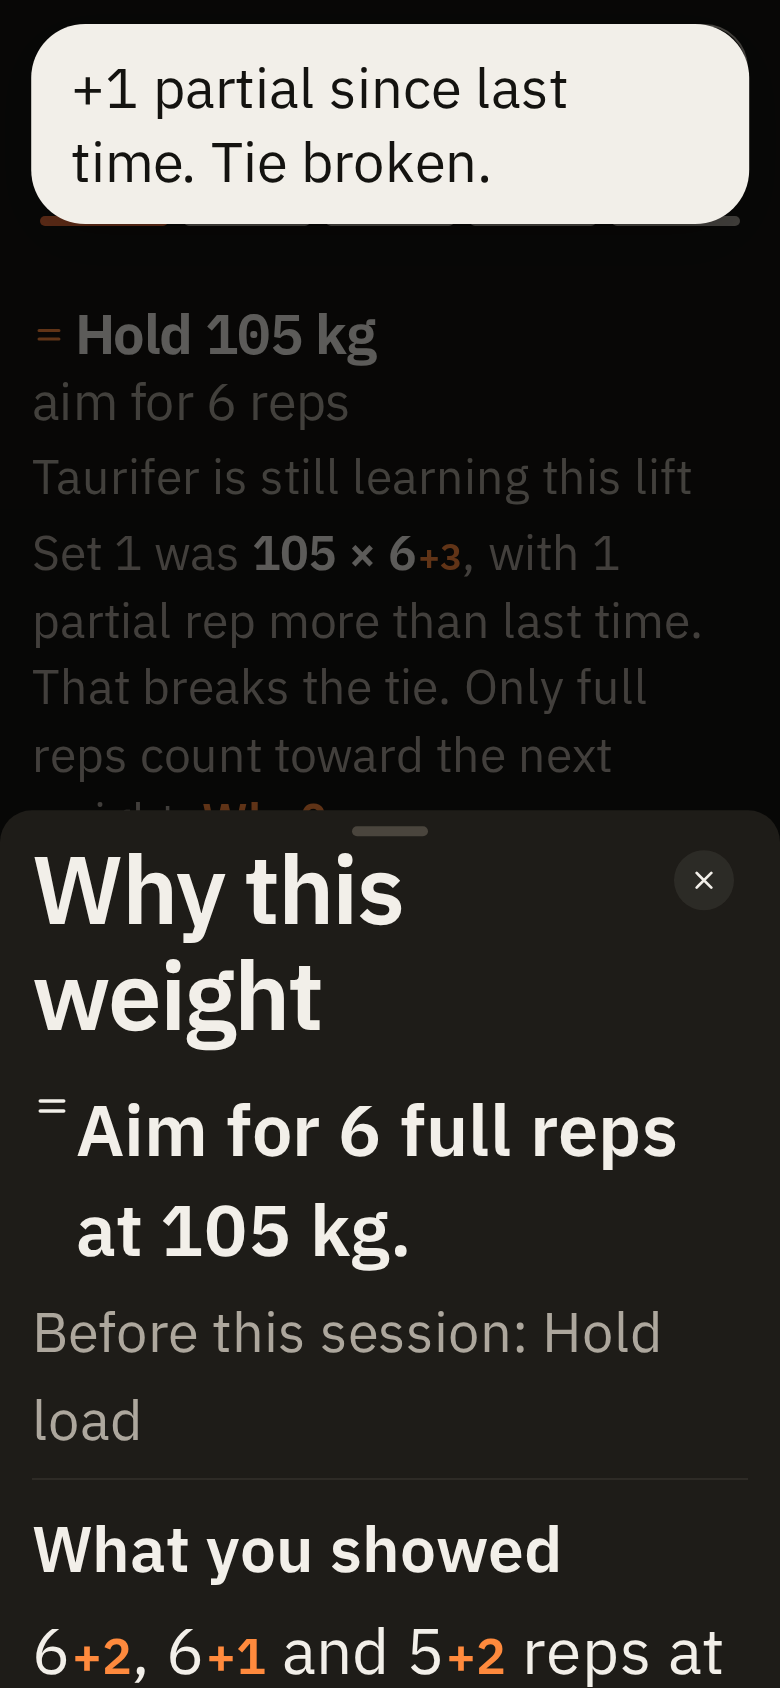 +1 partial since last
time. Tie broken.
= Hold 105 kg
aim for 6 reps
Taurifer is still learning this lift
Set 1 was 105 × 6+3, with 1
partial rep more than last time.
That breaks the tie. Only full
reps count toward the next
Why this
weight
= Aim for 6 full reps
at 105 kg.
Before this session: Hold
load
What you showed
6+2, 6+1 and 5+2 reps at